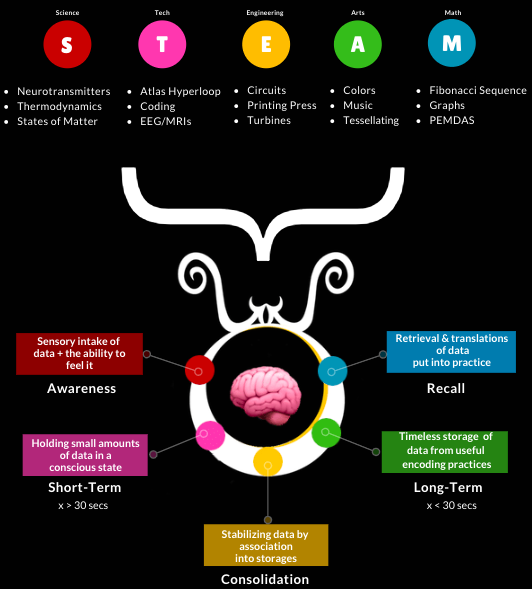 Science
Tech
Engineering
Arts
Math
S
T
E
A
M
Neurotransmitters
Thermodynamics
States of Matter
Atlas Hyperloop
Coding
EEG/MRIs
Circuits
Printing Press
Turbines
Colors
Music
Tessellating
Fibonacci Sequence
Graphs
PEMDAS
Sensory intake of
data + the ability to
feel it
Awareness
Retrieval & translations
of data
put into practice
Recall
Holding small amounts
of data in a
conscious state
Short-Term
x > 30 secs
Timeless storage of
data from useful
encoding practices
Long-Term
x < 30 secs
Stabilizing data by
association
into storages
Consolidation